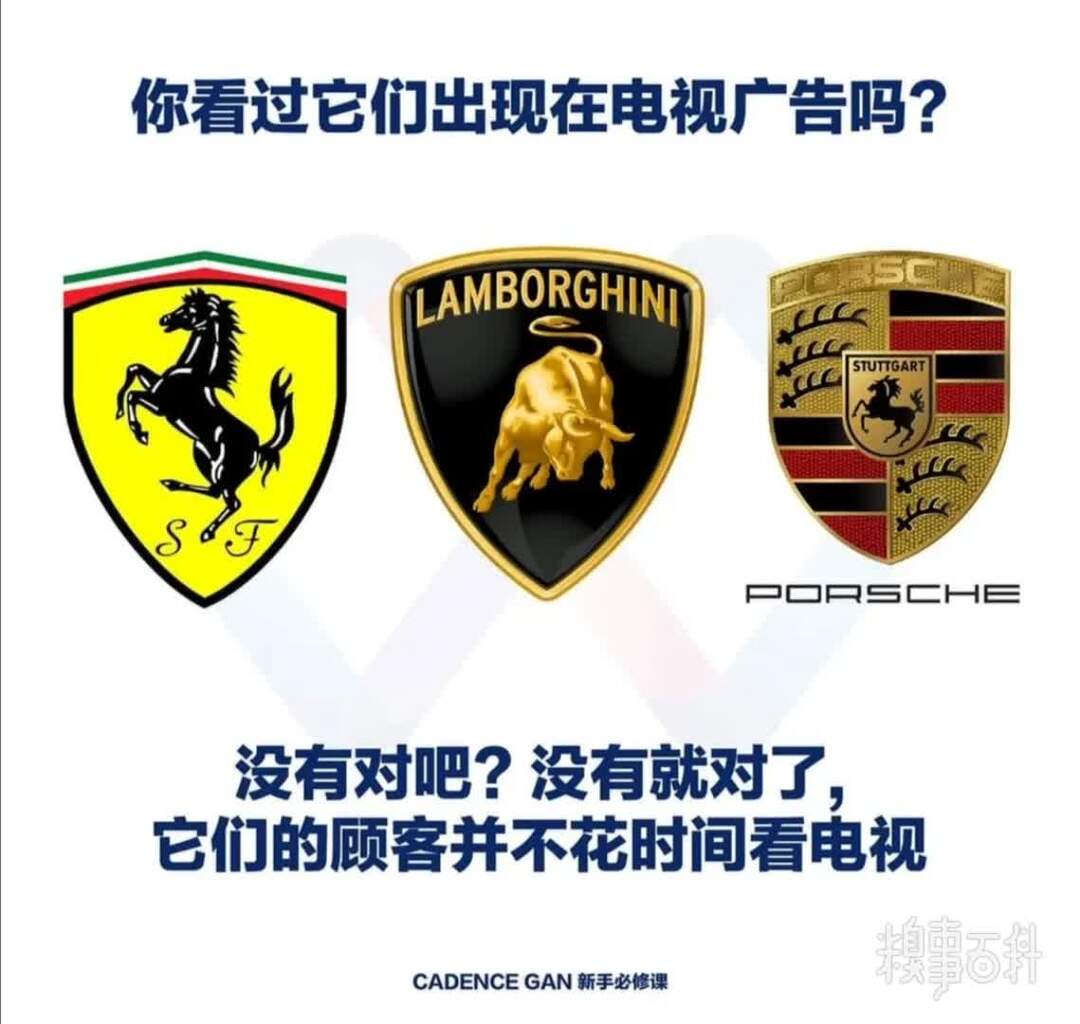 你看过它们出现在电视广告吗?
S F
LAMBORGHINI
PORSCHE
STUTTGART
PORSCHE
没有对吧? 没有就对了,
它们的顾客并不花时间看电视
糗事百科
CADENCE GAN 新手必修课